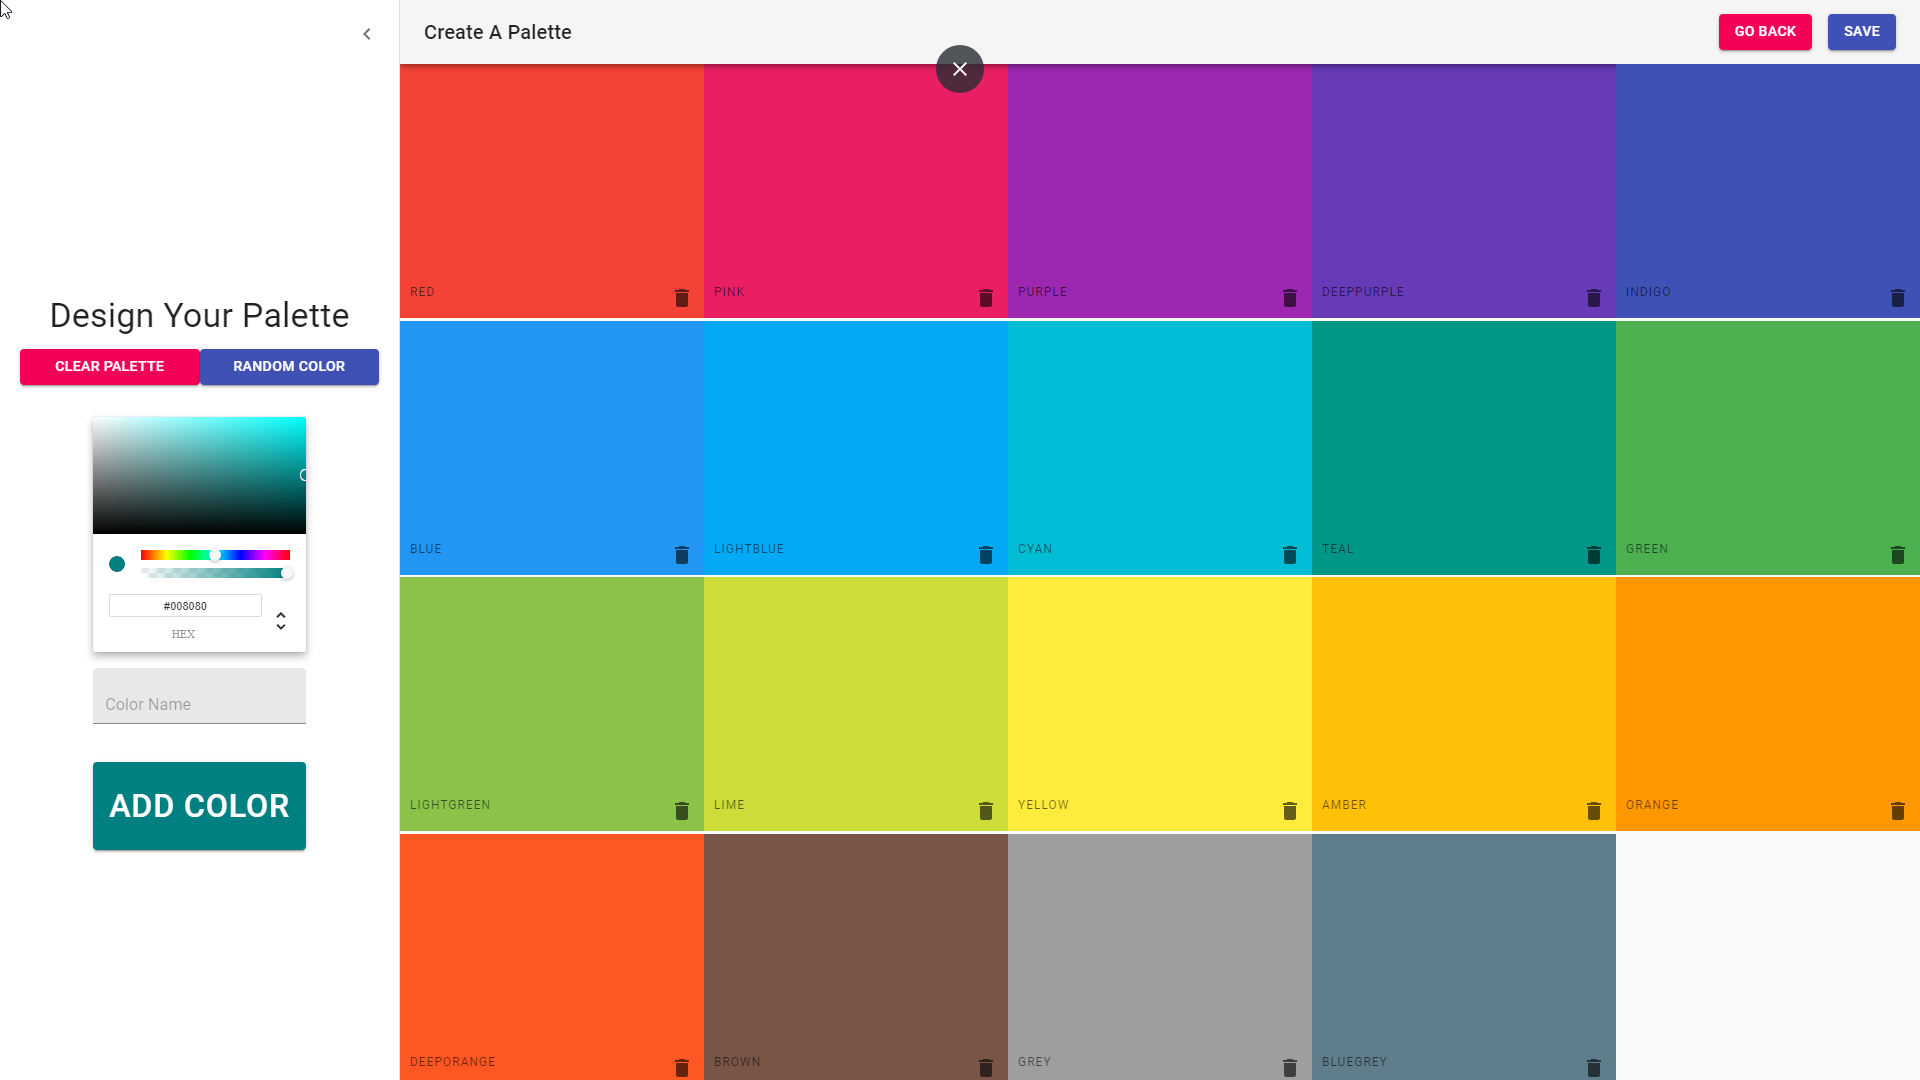 Create A Palette
GO BACK
SAVE
Design Your Palette
CLEAR PALETTE
RANDOM COLOR
#008080
HEX
Color Name
ADD COLOR
RED
PINK
PURPLE
DEEPPURPLE
INDIGO
BLUE
LIGHTBLUE
CYAN
TEAL
GREEN
LIGHTGREEN
LIME
YELLOW
AMBER
ORANGE
DEEPORANGE
BROWN
GREY
BLUEGREY